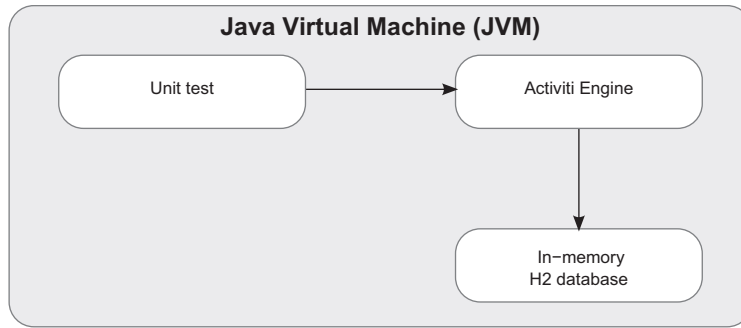 Java Virtual Machine (JVM)
Unit test
Activiti Engine
In−memory
H2 database